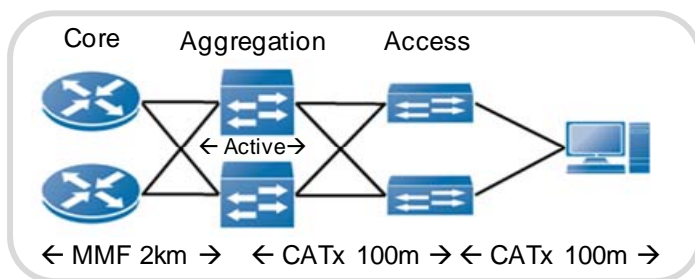 Core Aggregation Access
← Active →
← MMF 2km → ← CATx 100m → ← CATx 100m →